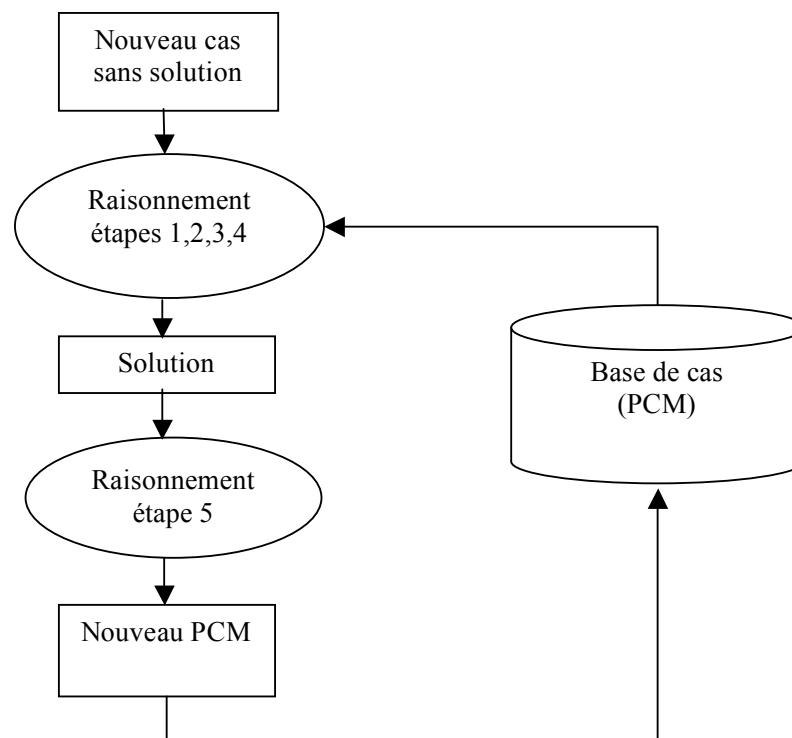 Nouveau cas
sans solution
Raisonnement
étapes 1,2,3,4
Solution
Base de cas
(PCM)
Raisonnement
étape 5
Nouveau PCM